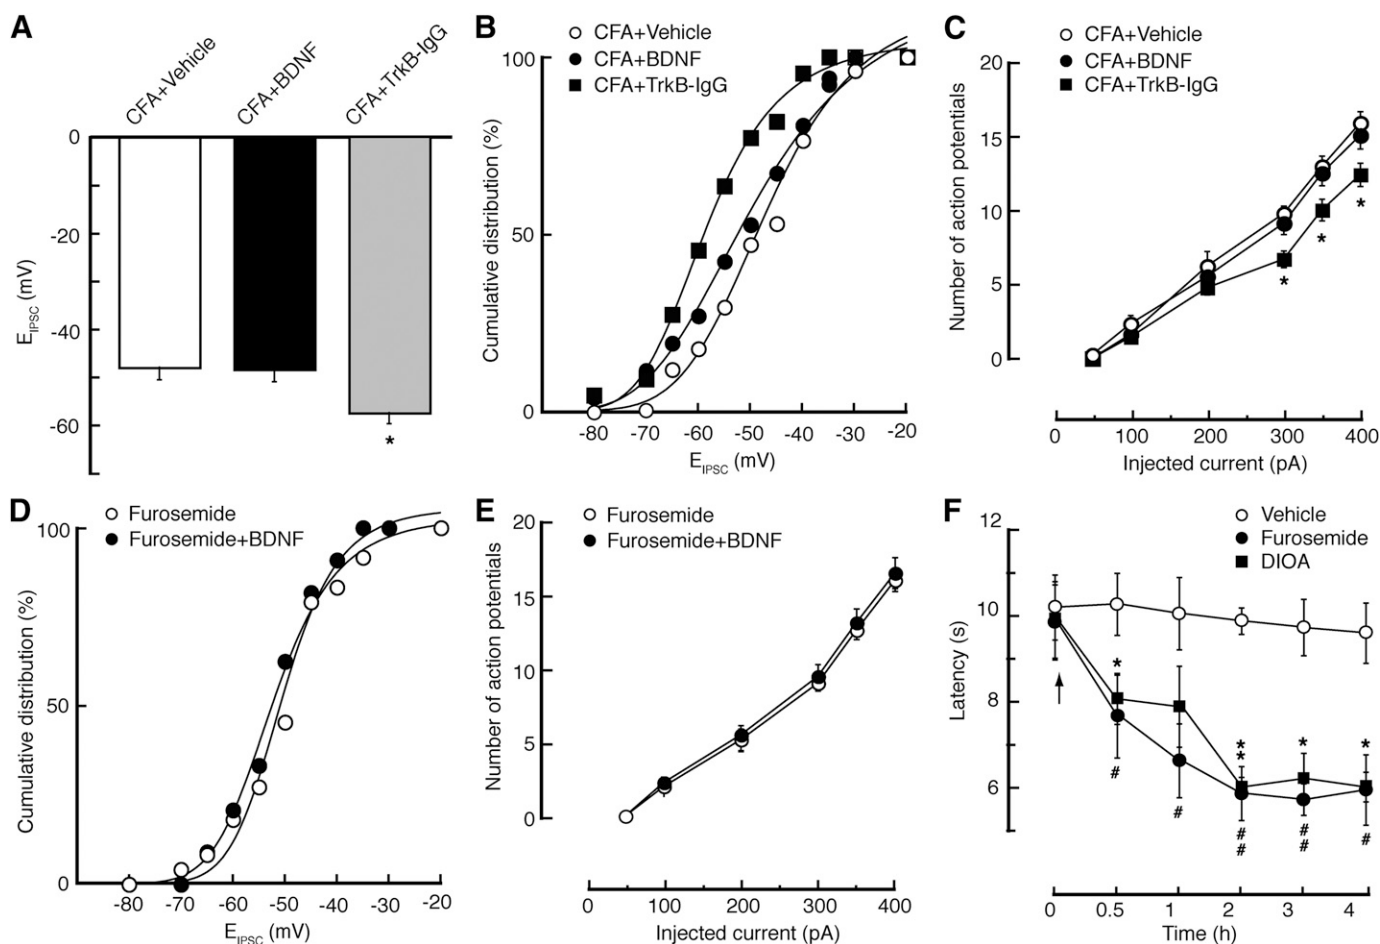 A
CFA+Vehicle
CFA+BDNF
CFA+TrkB-IgG
0
-20
-40
-60
E_IPSC (mV)
*
B
CFA+Vehicle
CFA+BDNF
CFA+TrkB-IgG
100
50
0
Cumulative distribution (%)
-80 -70 -60 -50 -40 -30 -20
E_IPSC (mV)
C
CFA+Vehicle
CFA+BDNF
CFA+TrkB-IgG
20
15
10
5
0
Number of action potentials
* * *
0 100 200 300 400
Injected current (pA)
D
Furosemide
Furosemide+BDNF
100
50
0
Cumulative distribution (%)
-80 -70 -60 -50 -40 -30 -20
E_IPSC (mV)
E
Furosemide
Furosemide+BDNF
20
15
10
5
0
Number of action potentials
0 100 200 300 400
Injected current (pA)
F
Vehicle
Furosemide
DIOA
12
10
8
6
Latency (s)
* * * * *
# # # # # # #
0 0.5 1 2 3 4
Time (h)